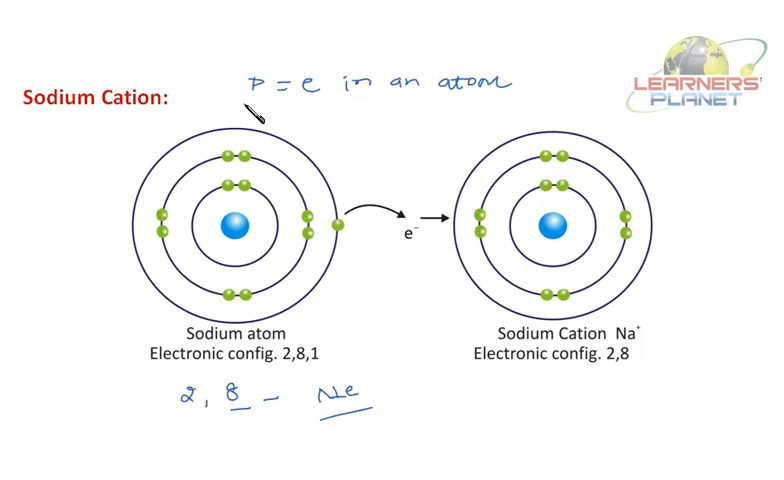 P = e in an atom
LEARNERS'
PLANET
Sodium Cation:
e⁻
Sodium atom
Electronic config. 2,8,1
Sodium Cation Na⁺
Electronic config. 2,8
2, 8 - Ne